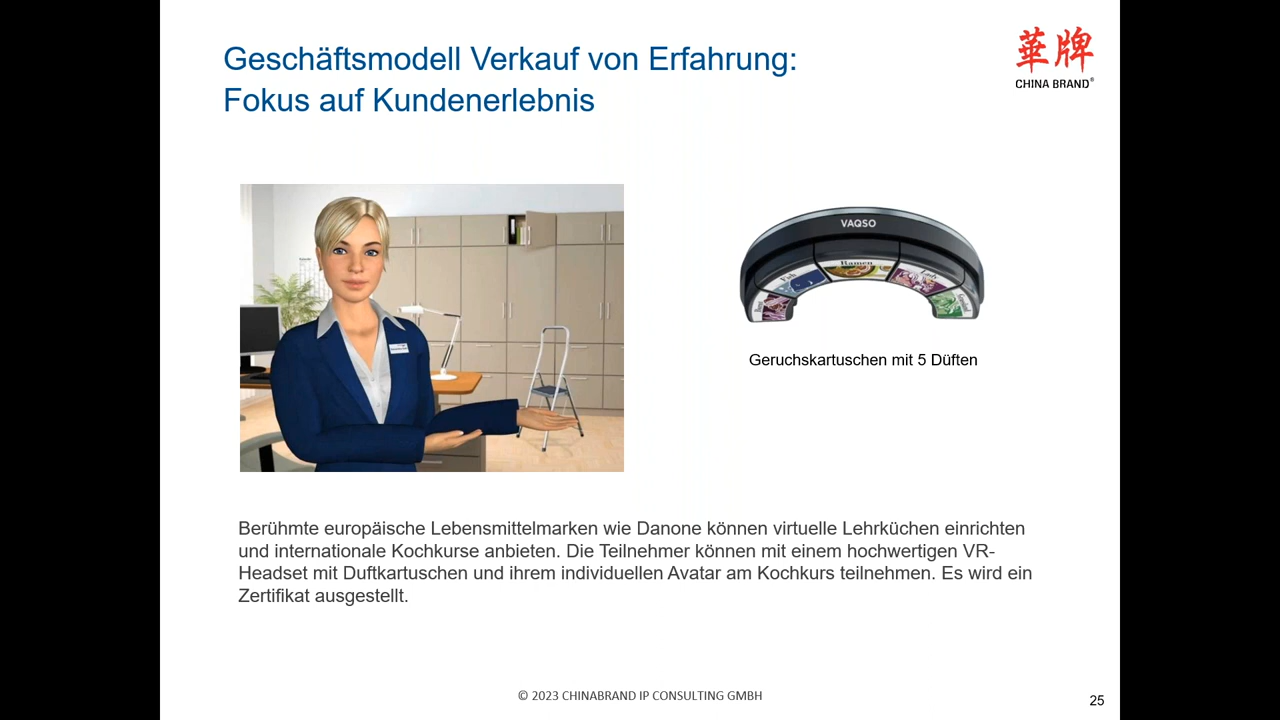 Geschäftsmodell Verkauf von Erfahrung:
Fokus auf Kundenerlebnis
華牌
CHINA BRAND®
VAQSO
Fish
Ramen
Lady
Geruchskartuschen mit 5 Düften
Berühmte europäische Lebensmittelmarken wie Danone können virtuelle Lehrküchen einrichten
und internationale Kochkurse anbieten. Die Teilnehmer können mit einem hochwertigen VR-
Headset mit Duftkartuschen und ihrem individuellen Avatar am Kochkurs teilnehmen. Es wird ein
Zertifikat ausgestellt.
© 2023 CHINABRAND IP CONSULTING GMBH
25